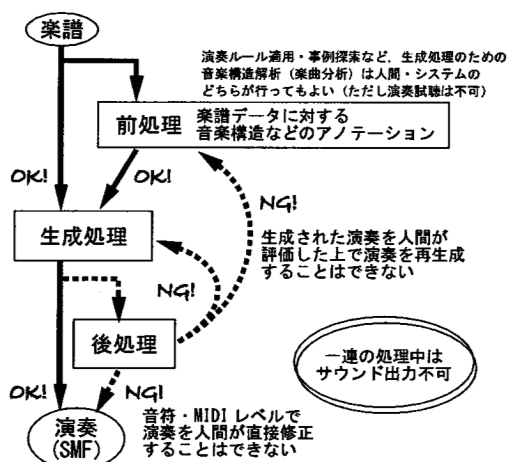 楽譜
演奏ルール適用・事例探索など，生成処理のための
音楽構造解析（楽曲分析）は人間・システムの
どちらが行ってもよい（ただし演奏試聴は不可）
前処理
楽譜データに対する
音楽構造などのアノテーション
OK!
OK!
NG!
生成処理
生成された演奏を人間が
評価した上で演奏を再生成
することはできない
NG!
後処理
一連の処理中は
サウンド出力不可
OK!
NG!
演奏
(SMF)
音符・MIDI レベルで
演奏を人間が直接修正
することはできない